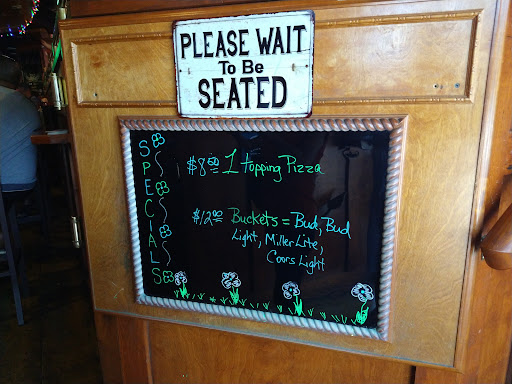 PLEASE WAIT
To Be
SEATED
SPECIALS
$8.50 1 topping Pizza
$12.00 Buckets = Bud, Bud
Light, Miller Lite,
Coors Light